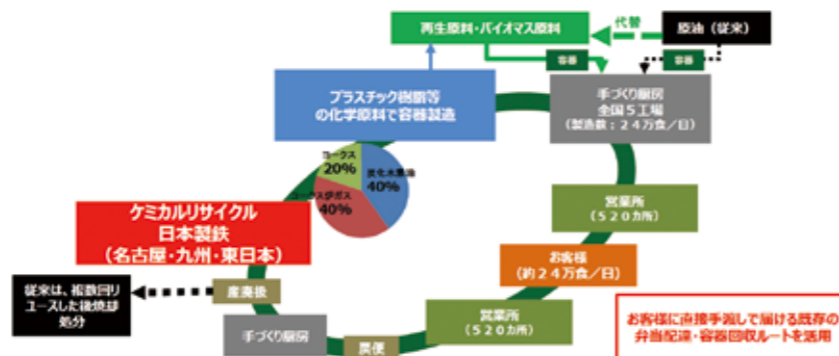 再生原料・バイオマス原料
代替
原油（従来）
容器
容器
プラスチック樹脂等
の化学原料で容器製造
手づくり厨房
全国５工場
（製造数：２４万食／日）
コークス
20%
炭化水素油
40%
コークス炉ガス
40%
営業所
（５２０カ所）
ケミカルリサイクル
日本製鉄
（名古屋・九州・東日本）
お客様
（約２４万食／日）
従来は、複数回リ
ユースした後焼却
処分
産廃後
営業所
（５２０カ所）
手づくり厨房
戻便
お客様に直接手渡しで届ける既存の
弁当配達・容器回収ルートを活用